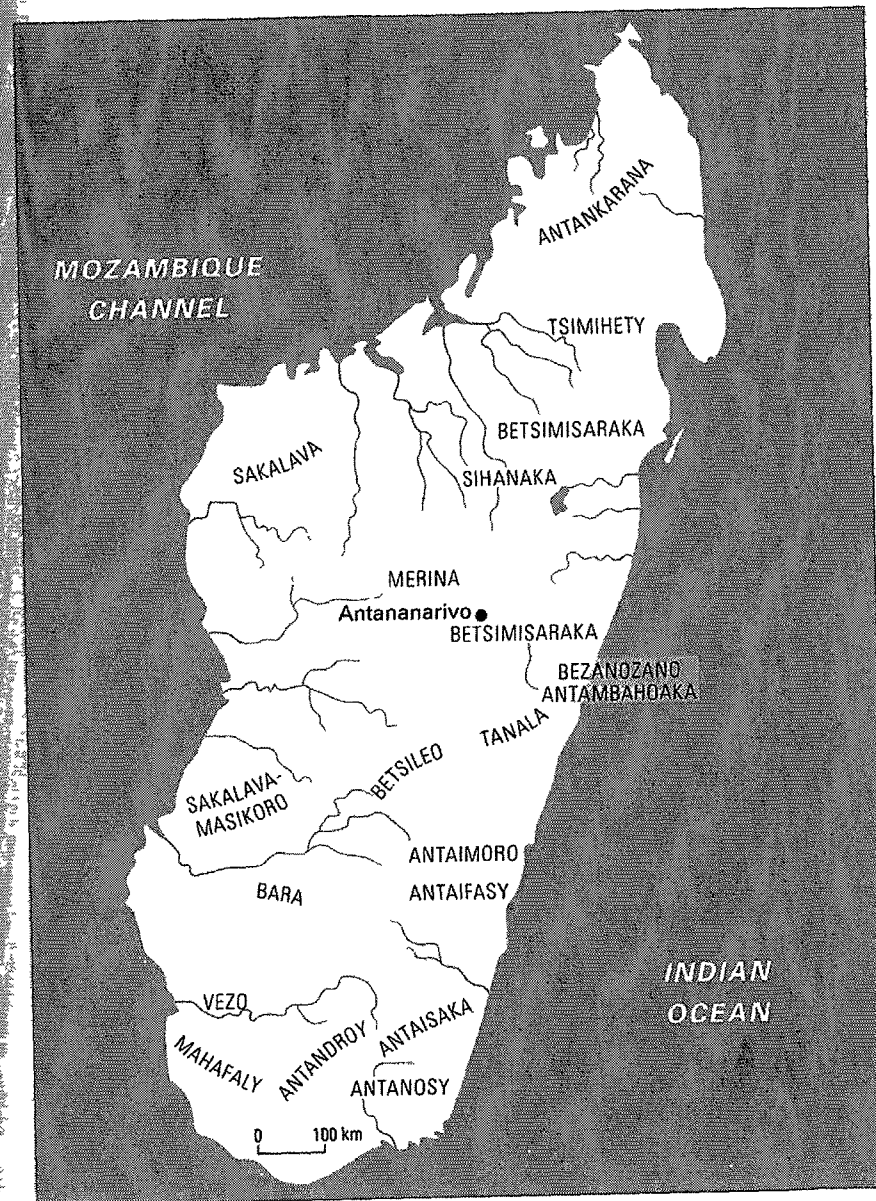 ANTANKARANA
MOZAMBIQUE
CHANNEL
TSIMIHETY
BETSIMISARAKA
SAKALAVA
SIHANAKA
MERINA
Antananarivo
BETSIMISARAKA
BEZANOZANO
ANTAMBAHOAKA
TANALA
BETSILEO
SAKALAVA-
MASIKORO
ANTAIMORO
BARA
ANTAIFASY
INDIAN
OCEAN
VEZO
ANTAISAKA
MAHAFALY
ANTANDROY
ANTANOSY
0 100 km